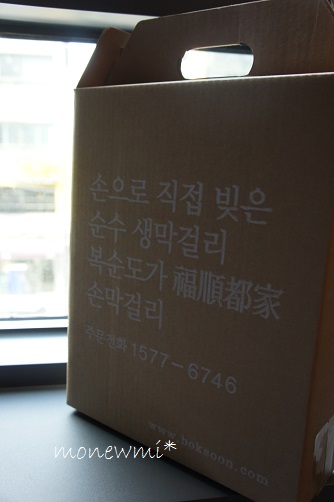 손으로 직접 빚은
순수 생막걸리
복순도가 福順都家
손막걸리
주문전화 1577-6746
www.boksoon.com
monewmi*